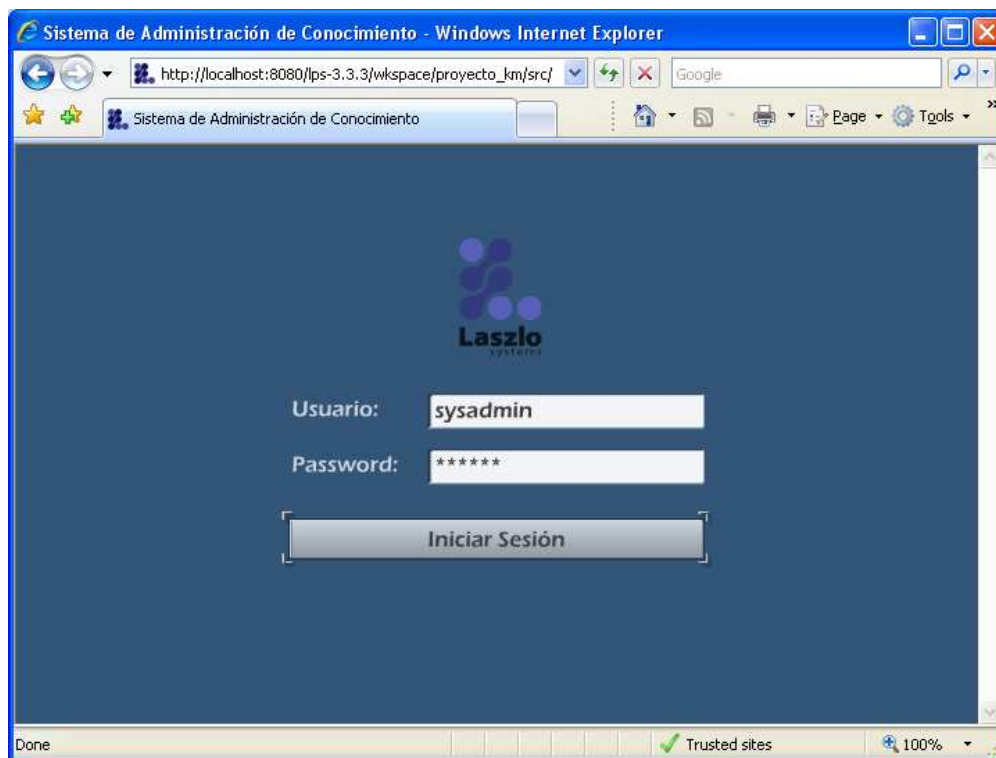 Sistema de Administración de Conocimiento - Windows Internet Explorer
http://localhost:8080/lps-3.3.3/wkspace/proyecto_km/src/
Google
Sistema de Administración de Conocimiento
Page
Tools
Laszlo
systems
Usuario:
sysadmin
Password:
******
Iniciar Sesión
Done
Trusted sites
100%